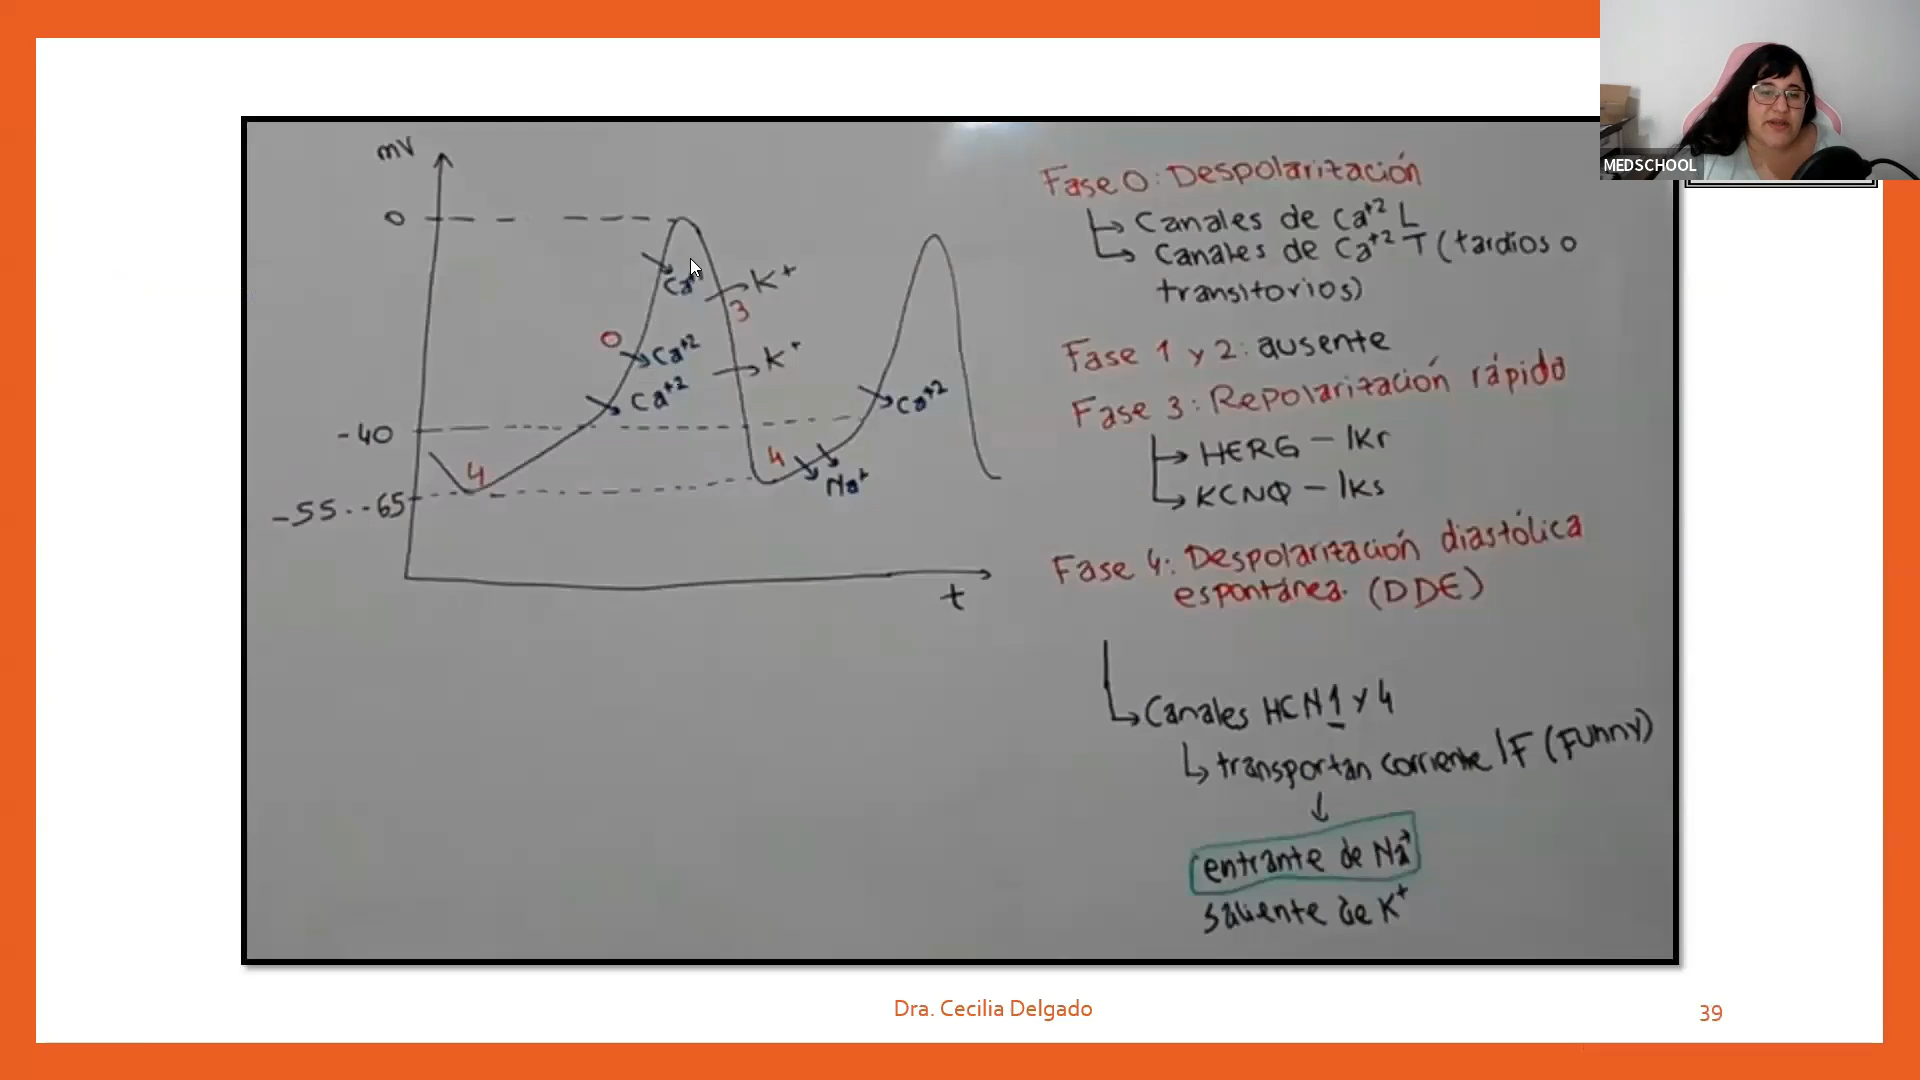 MEDSCHOOL
mV
0
-40
-55..-65
t
0
Ca+2
Ca+2
Ca+2
K+
3
K+
4
4
Na+
Ca+2
Fase 0: Despolarización
Canales de Ca+2 L
Canales de Ca+2 T (tardíos o
transitorios)
Fase 1 y 2: ausente
Fase 3: Repolarización rápida
HERG - IKr
KCNQ - IKs
Fase 4: Despolarización diastólica
espontánea. (DDE)
Canales HCN 1 y 4
transportan corriente IF (Funny)
entrante de Na+
saliente de K+
Dra. Cecilia Delgado
39